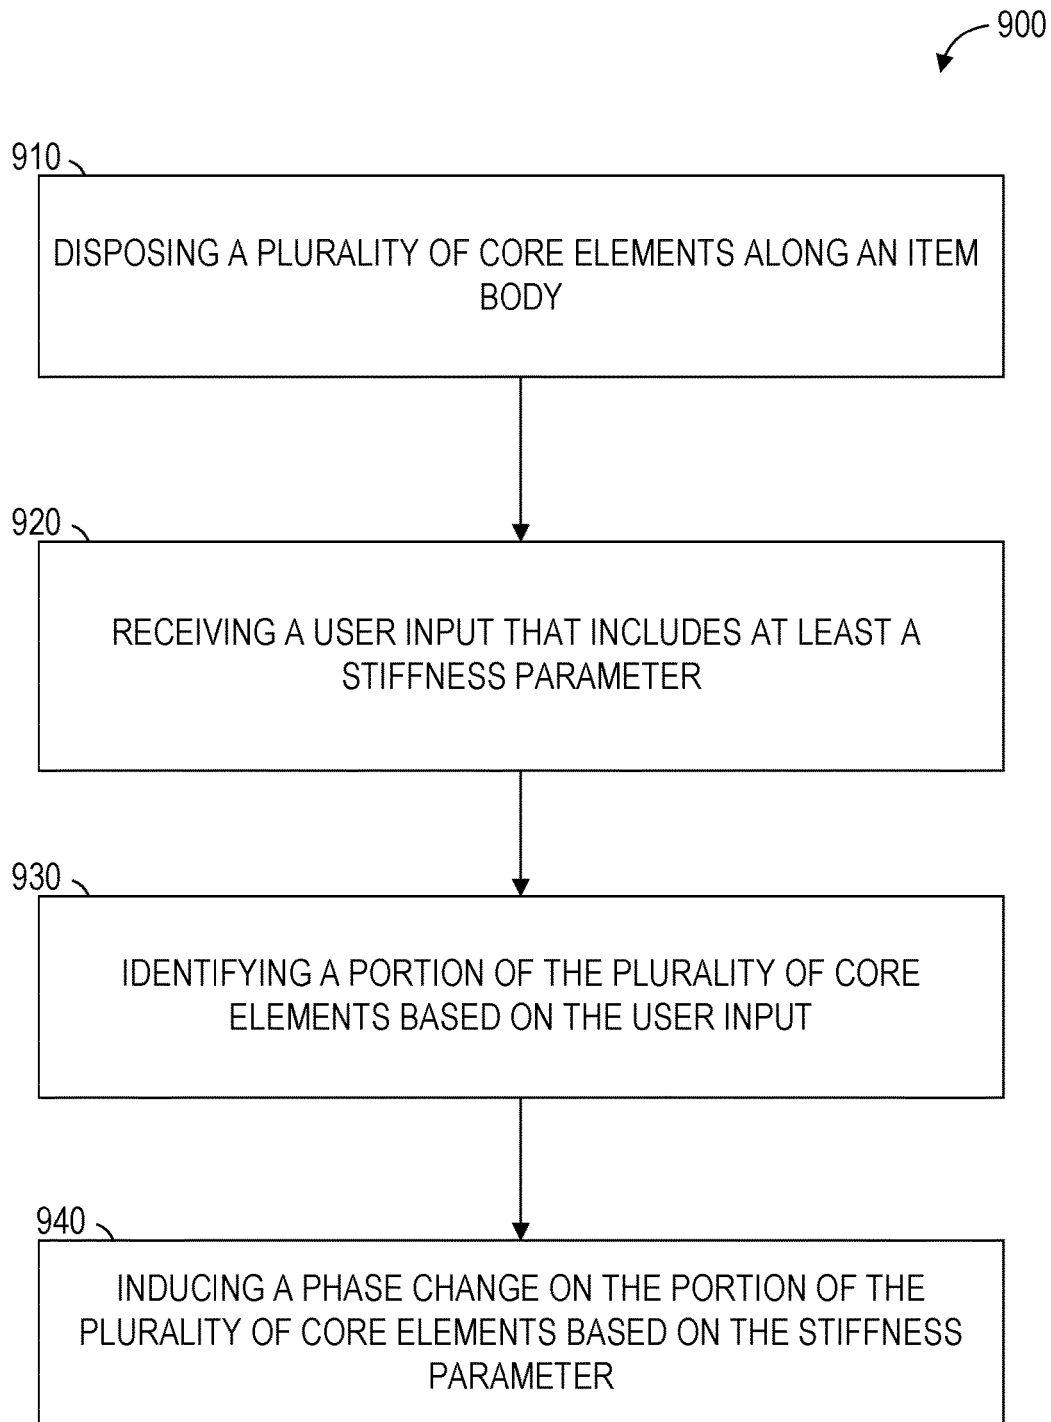 900
910
DISPOSING A PLURALITY OF CORE ELEMENTS ALONG AN ITEM
BODY
920
RECEIVING A USER INPUT THAT INCLUDES AT LEAST A
STIFFNESS PARAMETER
930
IDENTIFYING A PORTION OF THE PLURALITY OF CORE
ELEMENTS BASED ON THE USER INPUT
940
INDUCING A PHASE CHANGE ON THE PORTION OF THE
PLURALITY OF CORE ELEMENTS BASED ON THE STIFFNESS
PARAMETER